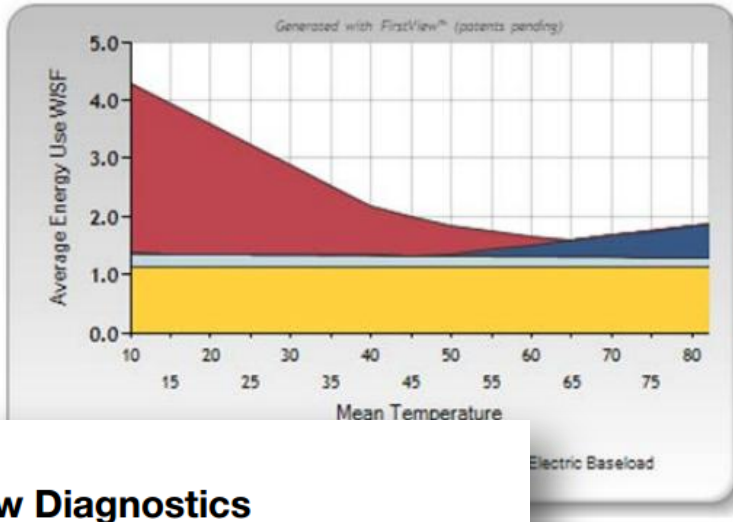 Generated with FirstView™ (patents pending)
Average Energy Use W/SF
5.0
4.0
3.0
2.0
1.0
0.0
10 20 30 40 50 60 70 80
15 25 35 45 55 65 75
Mean Temperature
Electric Baseload
w Diagnostics